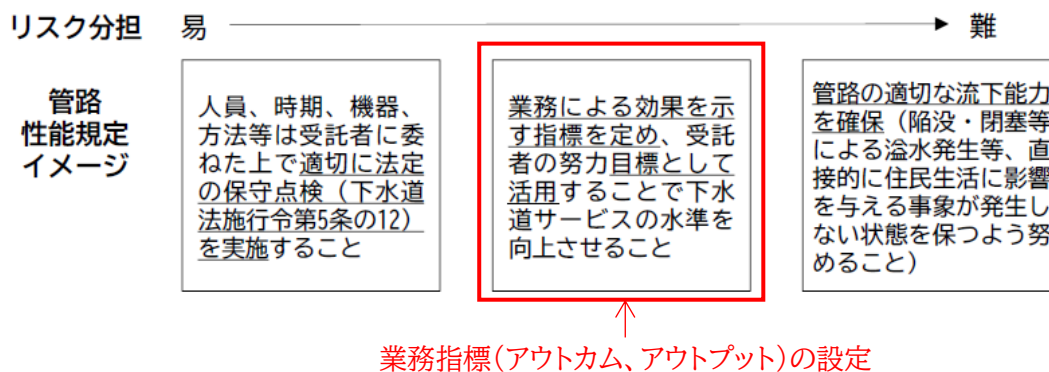 リスク分担 易 難
管路
性能規定
イメージ
人員、時期、機器、
方法等は受託者に委
ねた上で適切に法定
の保守点検（下水道
法施行令第5条の12）
を実施すること
業務による効果を示
す指標を定め、受託
者の努力目標として
活用することで下水
道サービスの水準を
向上させること
管路の適切な流下能力
を確保（陥没・閉塞等
による溢水発生等、直
接的に住民生活に影響
を与える事象が発生し
ない状態を保つよう努
めること）
業務指標（アウトカム、アウトプット）の設定